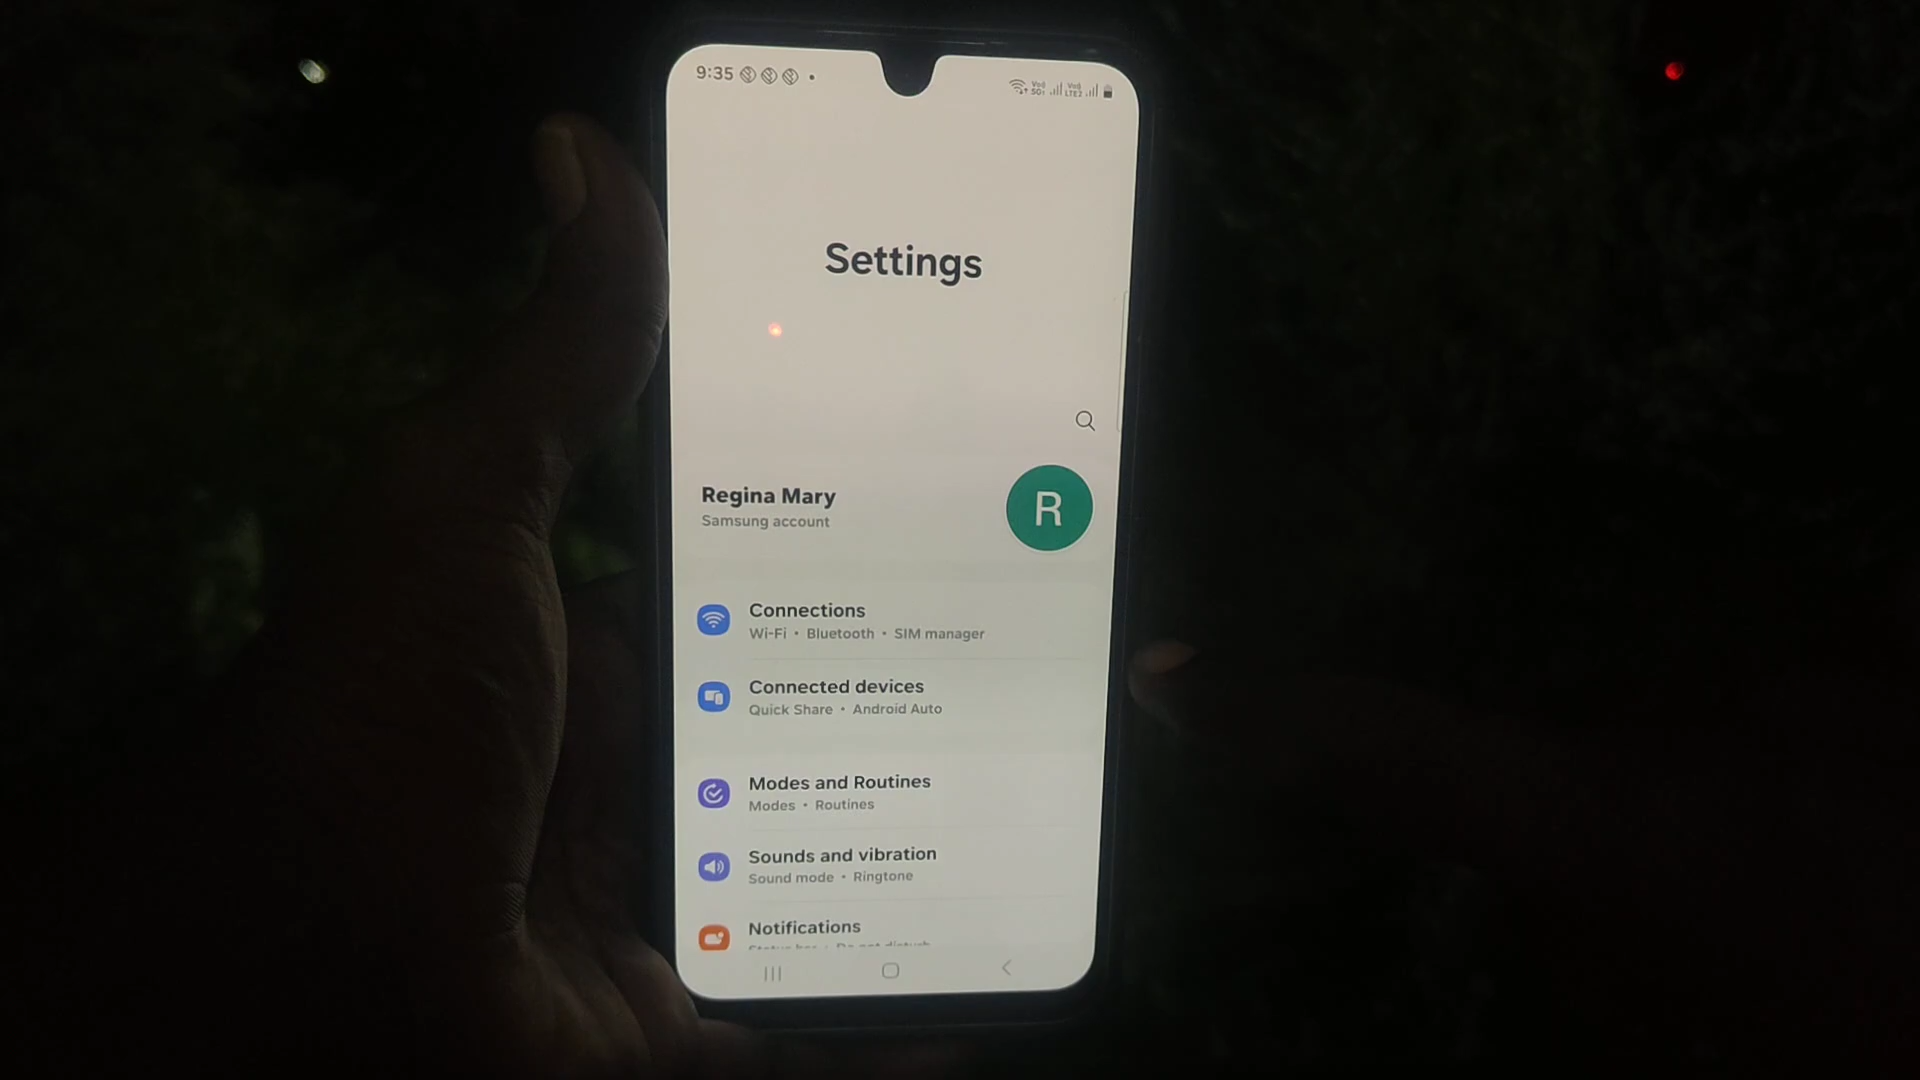 9:35
Settings
Regina Mary
Samsung account
R
Connections
Wi-Fi • Bluetooth • SIM manager
Connected devices
Quick Share • Android Auto
Modes and Routines
Modes • Routines
Sounds and vibration
Sound mode • Ringtone
Notifications